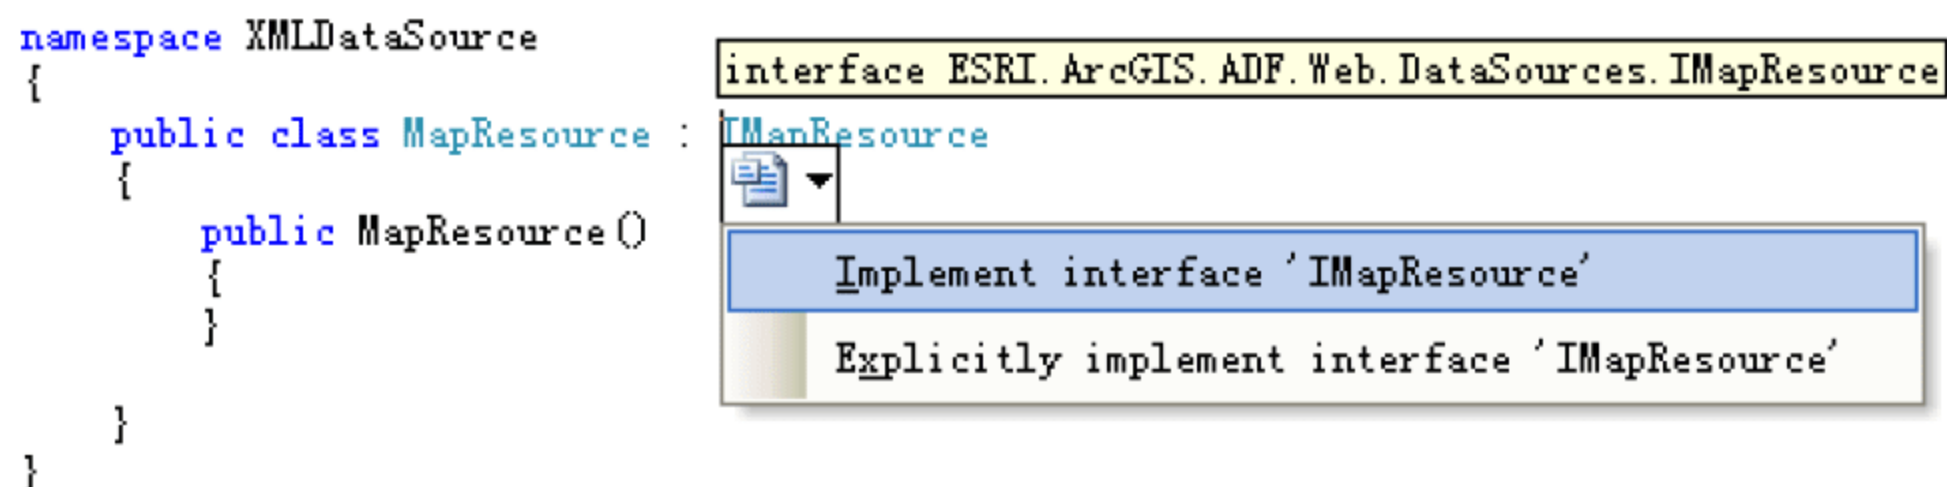 namespace XMLDataSource
{
interface ESRI.ArcGIS.ADF.Web.DataSources.IMapResource
public class MapResource : IMapResource
{
public MapResource()
{
Implement interface 'IMapResource'
}
Explicitly implement interface 'IMapResource'
}
}